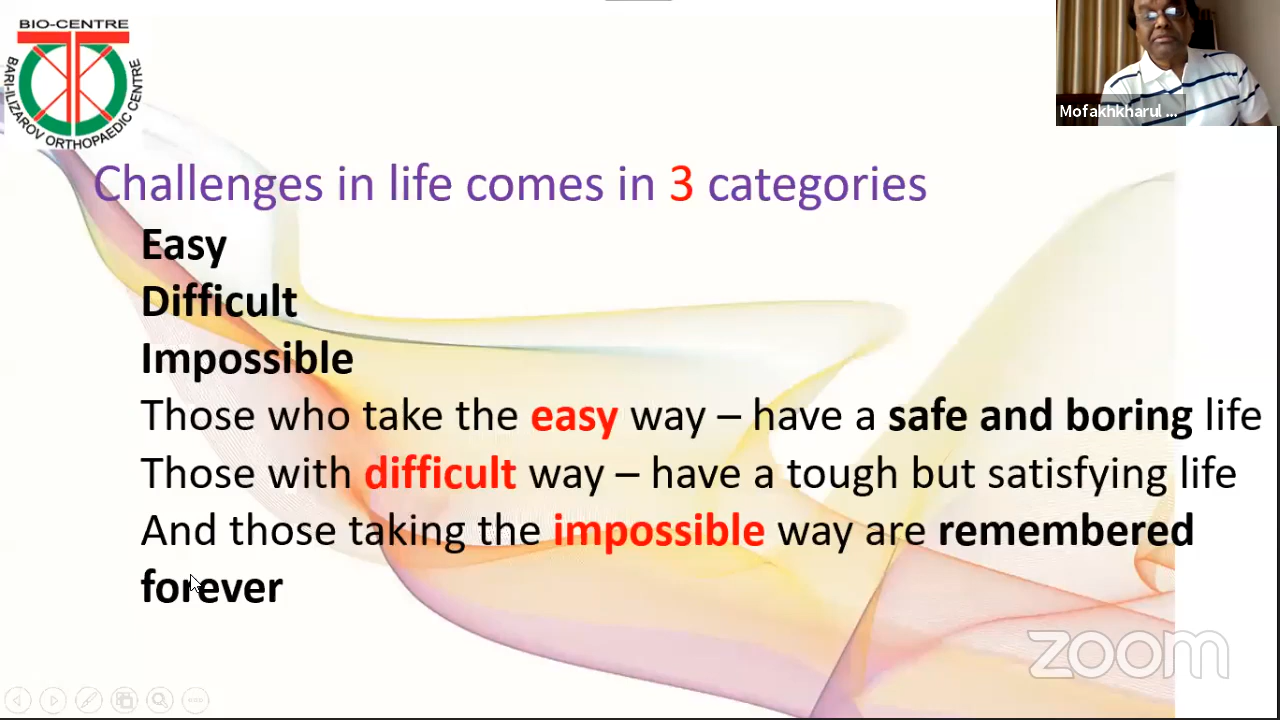 BIO-CENTRE
BARI-ILIZAROV ORTHOPAEDIC CENTRE
Mofakhkharul ...
Challenges in life comes in 3 categories
Easy
Difficult
Impossible
Those who take the easy way – have a safe and boring life
Those with difficult way – have a tough but satisfying life
And those taking the impossible way are remembered
forever
zoom